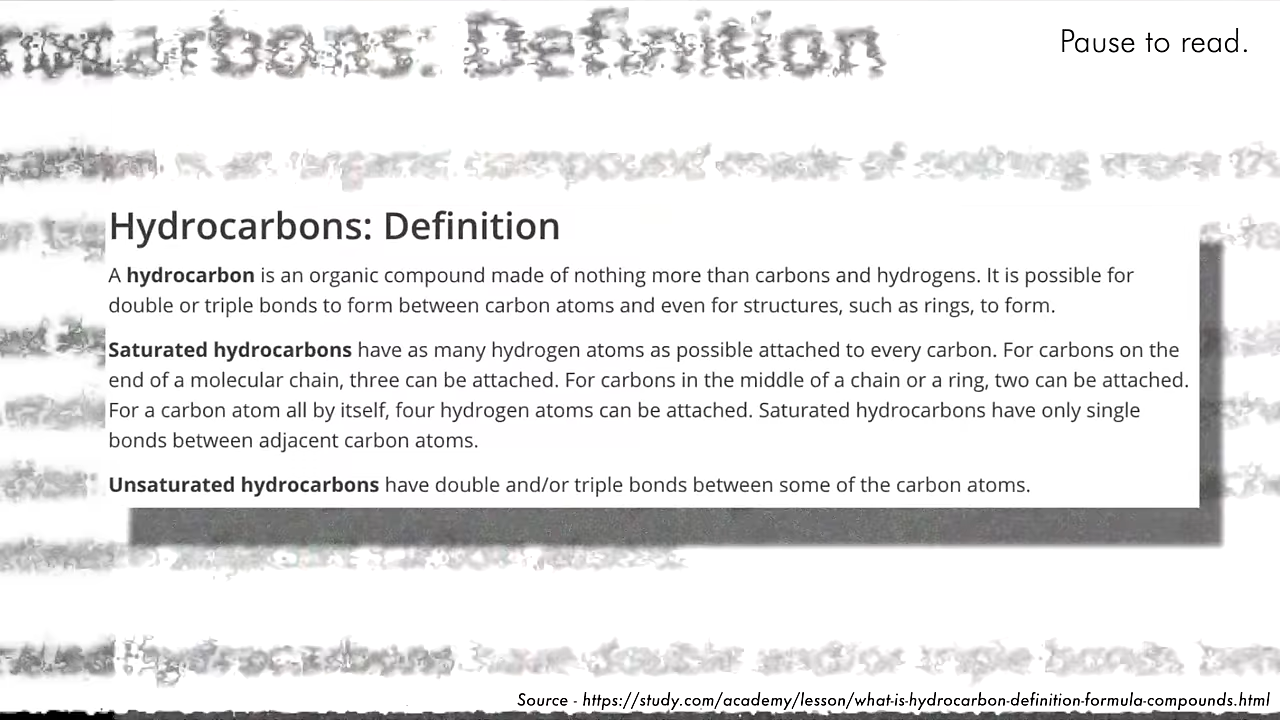 Pause to read.
Hydrocarbons: Definition
A hydrocarbon is an organic compound made of nothing more than carbons and hydrogens. It is possible for
double or triple bonds to form between carbon atoms and even for structures, such as rings, to form.
Saturated hydrocarbons have as many hydrogen atoms as possible attached to every carbon. For carbons on the
end of a molecular chain, three can be attached. For carbons in the middle of a chain or a ring, two can be attached.
For a carbon atom all by itself, four hydrogen atoms can be attached. Saturated hydrocarbons have only single
bonds between adjacent carbon atoms.
Unsaturated hydrocarbons have double and/or triple bonds between some of the carbon atoms.
Source - https://study.com/academy/lesson/what-is-hydrocarbon-definition-formula-compounds.html